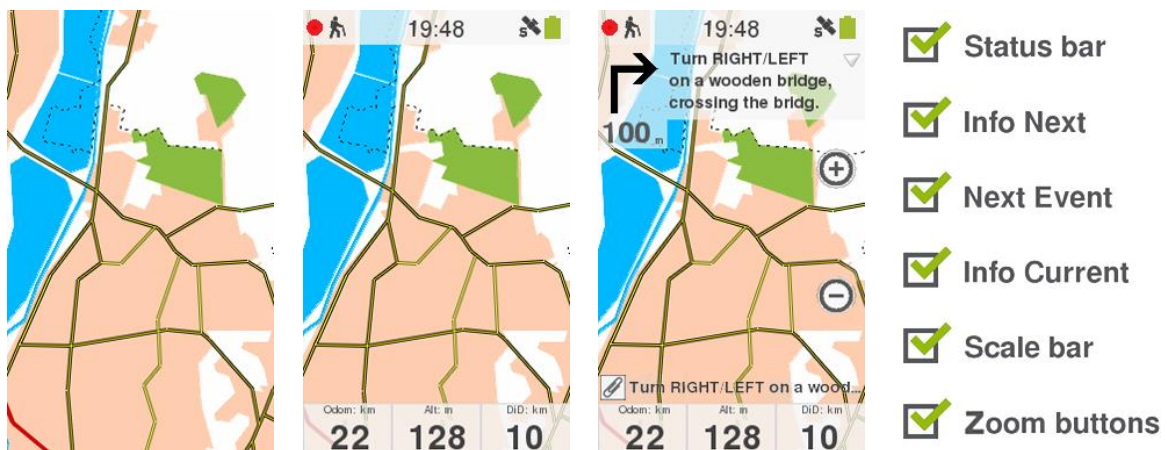 19:48
S
Odom: km
Alt: m
DiD: km
22
128
10
19:48
S
Turn RIGHT/LEFT
on a wooden bridge,
crossing the bridg.
100 m
+
−
Turn RIGHT/LEFT on a wood...
Odom: km
Alt: m
DiD: km
22
128
10
Status bar
Info Next
Next Event
Info Current
Scale bar
Zoom buttons